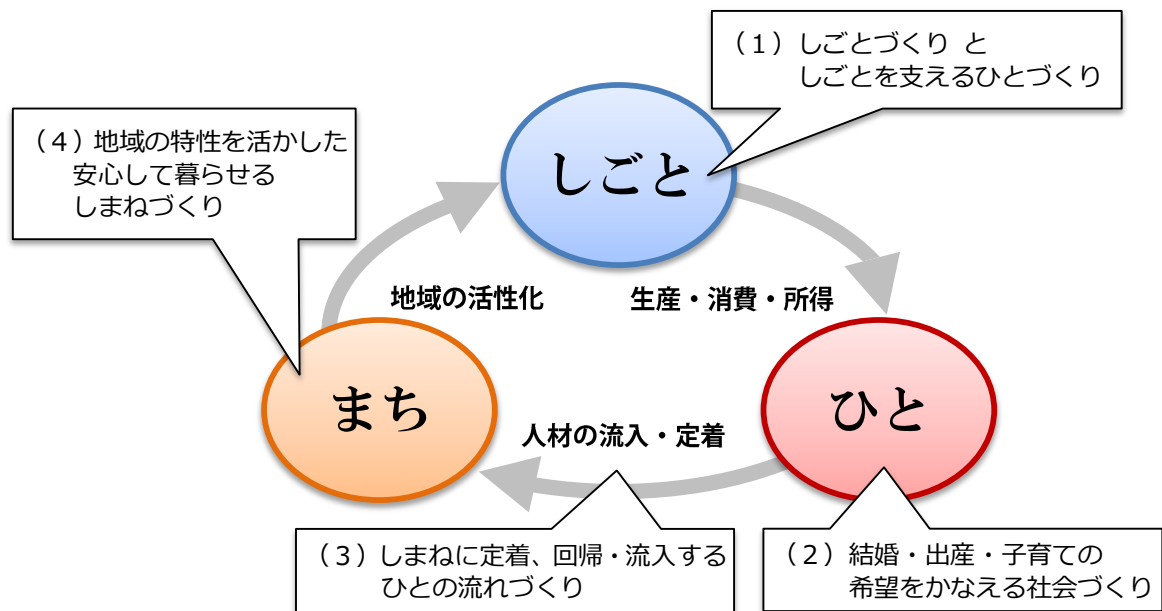 （１）しごとづくり と
しごとを支えるひとづくり
（４）地域の特性を活かした
安心して暮らせる
しまねづくり
しごと
地域の活性化
生産・消費・所得
まち
ひと
人材の流入・定着
（３）しまねに定着、回帰・流入する
ひとの流れづくり
（２）結婚・出産・子育ての
希望をかなえる社会づくり